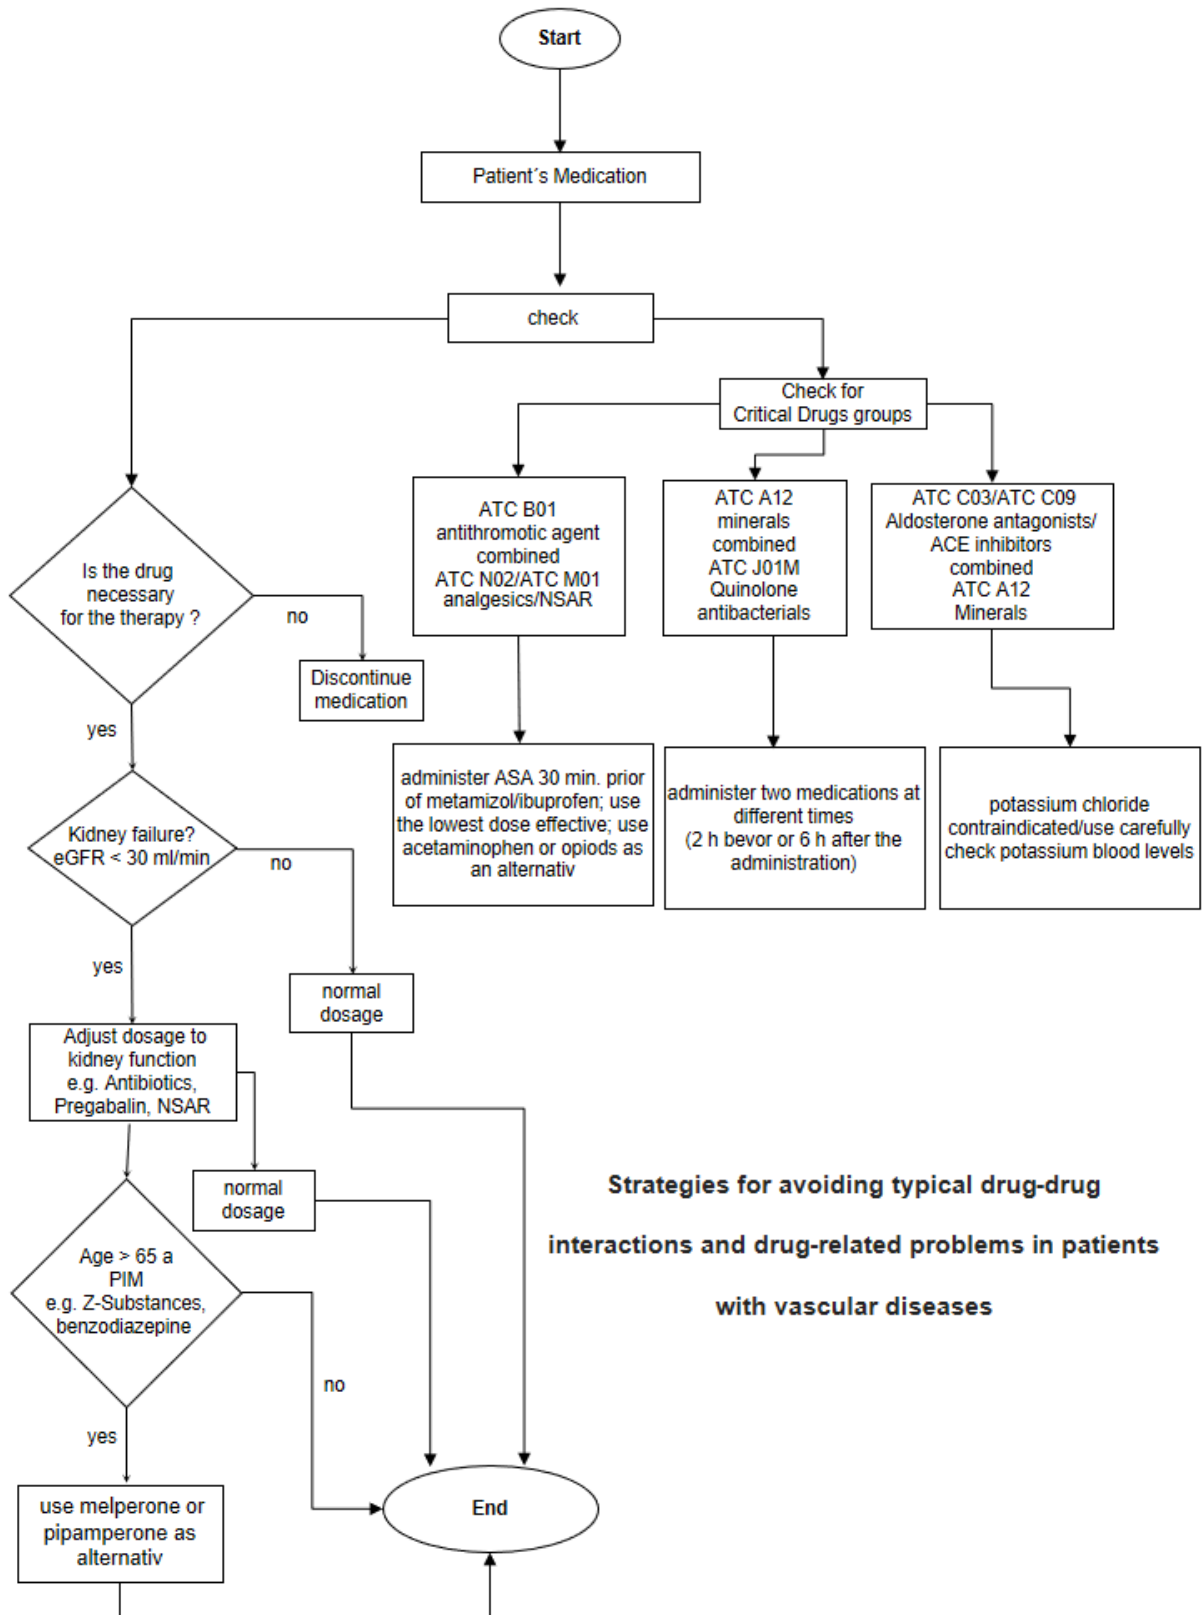 Start
Patient´s Medication
check
Check for
Critical Drugs groups
ATC B01
antithromotic agent
combined
ATC N02/ATC M01
analgesics/NSAR
ATC A12
minerals
combined
ATC J01M
Quinolone
antibacterials
ATC C03/ATC C09
Aldosterone antagonists/
ACE inhibitors
combined
ATC A12
Minerals
Is the drug
necessary
for the therapy ?
no
Discontinue
medication
yes
administer ASA 30 min. prior
of metamizol/ibuprofen; use
the lowest dose effective; use
acetaminophen or opiods as
an alternativ
administer two medications at
different times
(2 h bevor or 6 h after the
administration)
potassium chloride
contraindicated/use carefully
check potassium blood levels
Kidney failure?
eGFR < 30 ml/min
no
yes
normal
dosage
Adjust dosage to
kidney function
e.g. Antibiotics,
Pregabalin, NSAR
normal
dosage
Strategies for avoiding typical drug-drug
interactions and drug-related problems in patients
with vascular diseases
Age > 65 a
PIM
e.g. Z-Substances,
benzodiazepine
no
yes
use melperone or
pipamperone as
alternativ
End